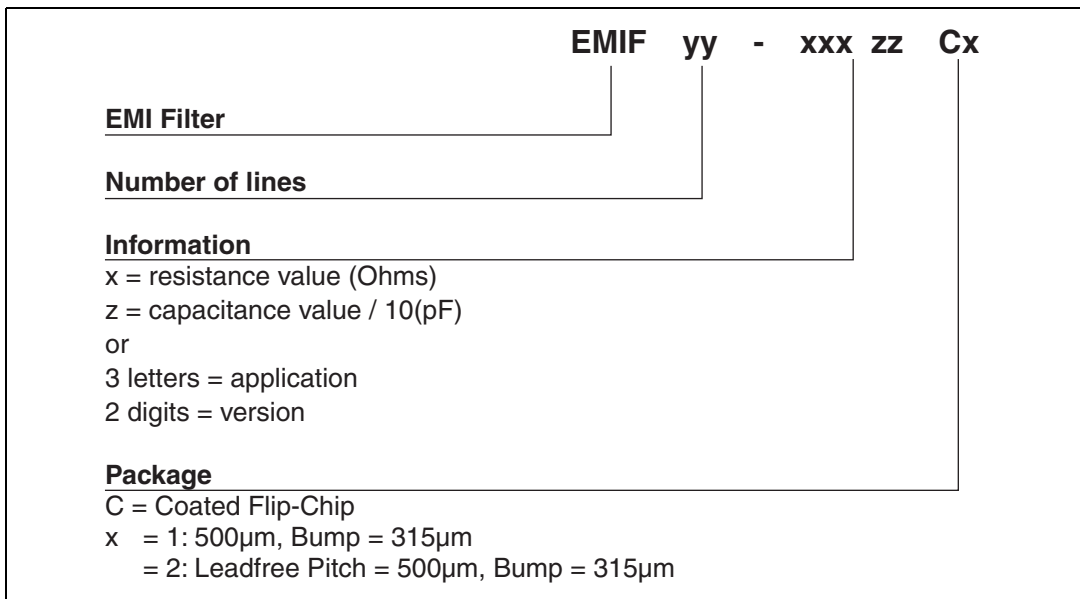 EMIF yy - xxx zz Cx
EMI Filter
Number of lines
Information
x = resistance value (Ohms)
z = capacitance value / 10(pF)
or
3 letters = application
2 digits = version
Package
C = Coated Flip-Chip
x = 1: 500µm, Bump = 315µm
= 2: Leadfree Pitch = 500µm, Bump = 315µm